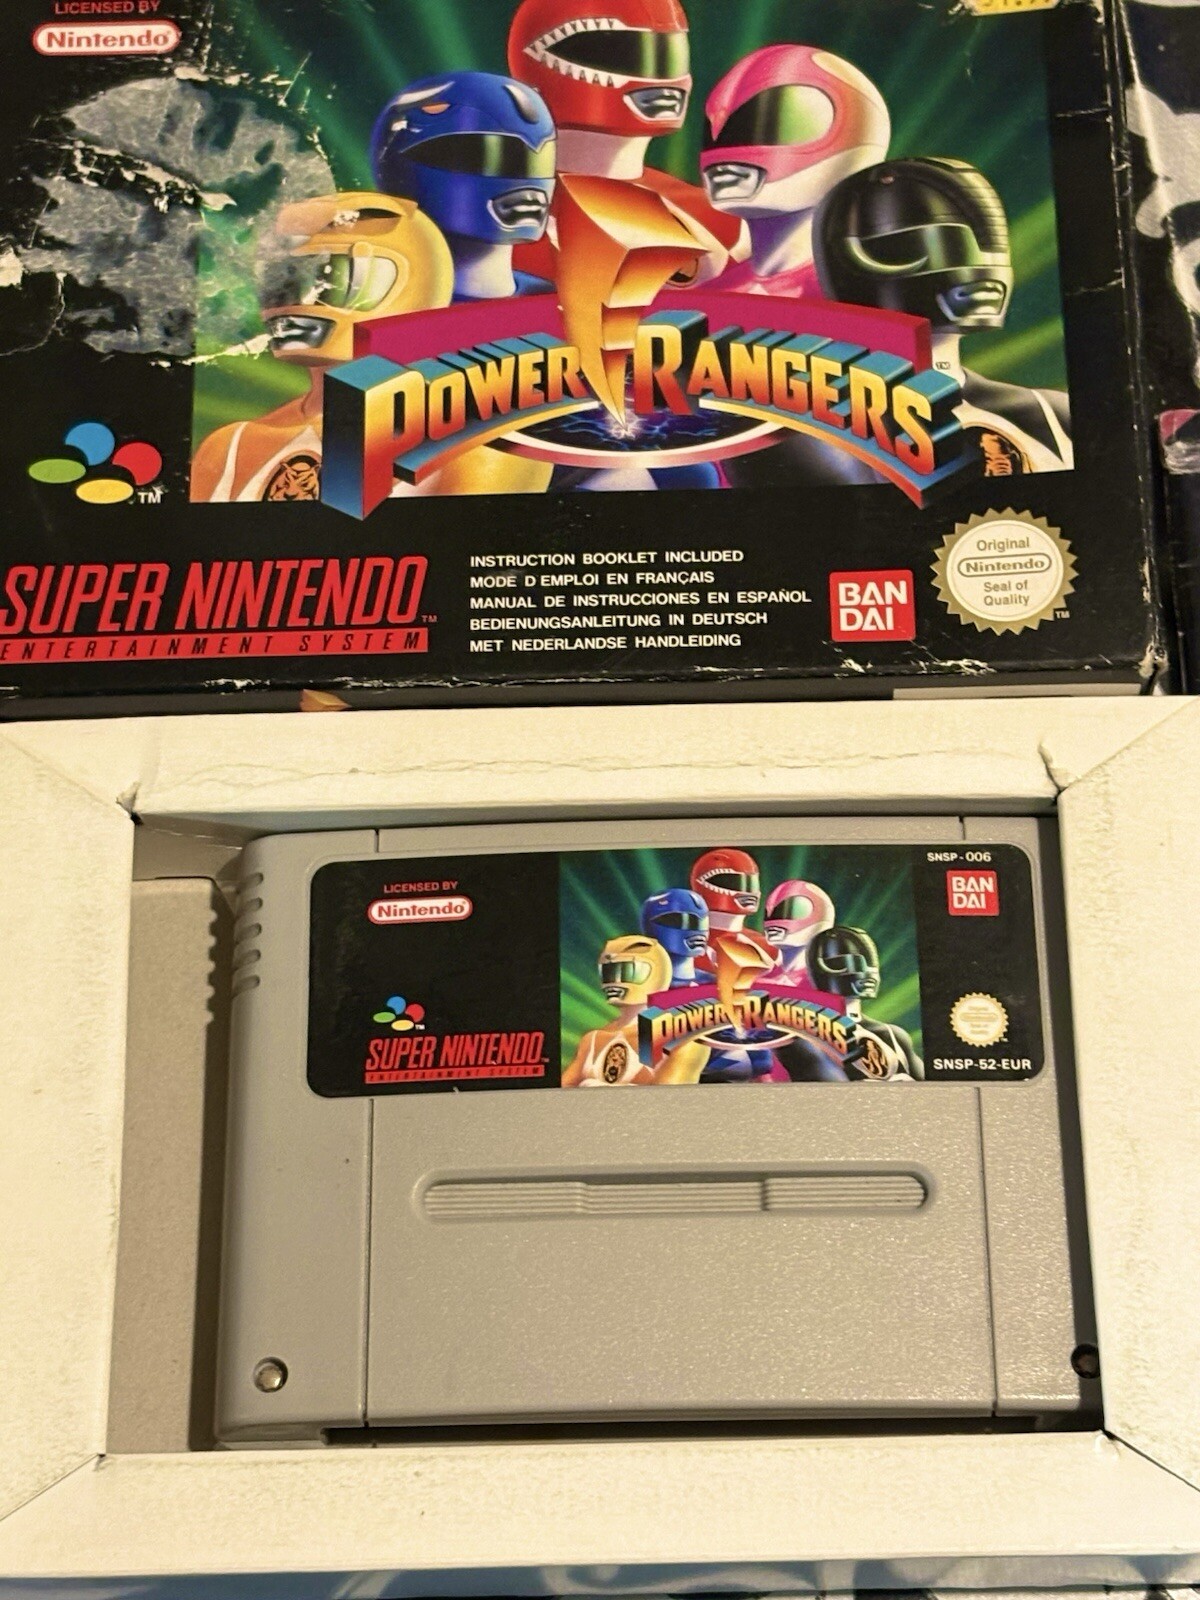 LICENSED BY
Nintendo
POWER RANGERS
TM
TM
SUPER NINTENDO TM
ENTERTAINMENT SYSTEM
INSTRUCTION BOOKLET INCLUDED
MODE D EMPLOI EN FRANÇAIS
MANUAL DE INSTRUCCIONES EN ESPAÑOL
BEDIENUNGSANLEITUNG IN DEUTSCH
MET NEDERLANDSE HANDLEIDING
BAN
DAI
Original
Nintendo
Seal of
Quality
TM
LICENSED BY
Nintendo
SNSP-006
BAN
DAI
POWER RANGERS
TM
SUPER NINTENDO
ENTERTAINMENT SYSTEM
SNSP-52-EUR